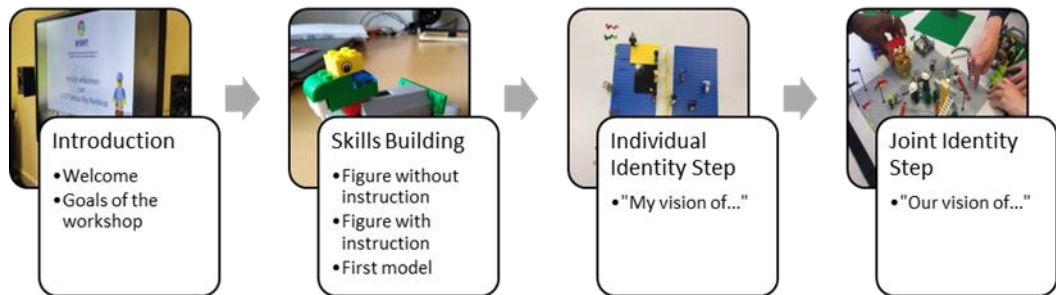 Introduction
•Welcome
•Goals of the
workshop
Skills Building
•Figure without
instruction
•Figure with
instruction
•First model
Individual
Identity Step
•"My vision of..."
Joint Identity
Step
•"Our vision of..."